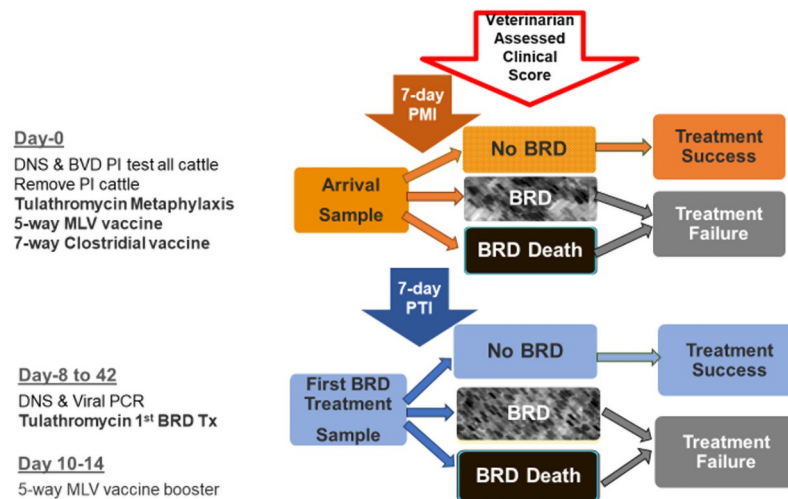 Veterinarian
Assessed
Clinical
Score
7-day
PMI
Day-0
DNS & BVD PI test all cattle
Remove PI cattle
Tulathromycin Metaphylaxis
5-way MLV vaccine
7-way Clostridial vaccine
Arrival
Sample
No BRD
BRD
BRD Death
Treatment
Success
Treatment
Failure
7-day
PTI
Day-8 to 42
DNS & Viral PCR
Tulathromycin 1st BRD Tx
Day 10-14
5-way MLV vaccine booster
First BRD
Treatment
Sample
No BRD
BRD
BRD Death
Treatment
Success
Treatment
Failure